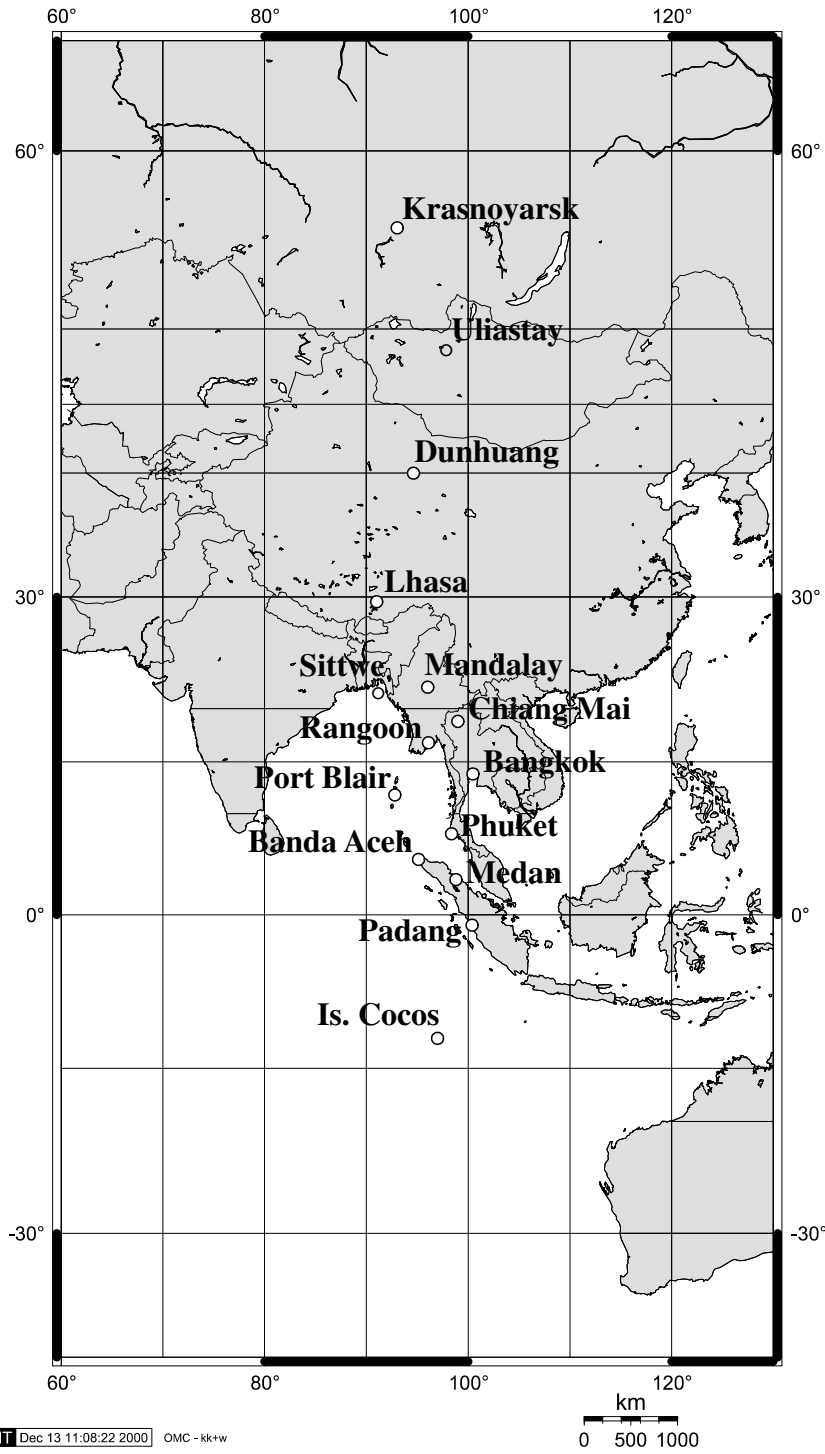 60° 80° 100° 120°
60° 60°
Krasnoyarsk
Uliastay
Dunhuang
Lhasa
30° 30°
Sittwe Mandalay
Chiang Mai
Rangoon
Bangkok
Port Blair
Phuket
Banda Aceh
Medan
0° 0°
Padang
Is. Cocos
-30° -30°
60° 80° 100° 120°
km
0 500 1000
Dec 13 11:08:22 2000 OMC - kk+w